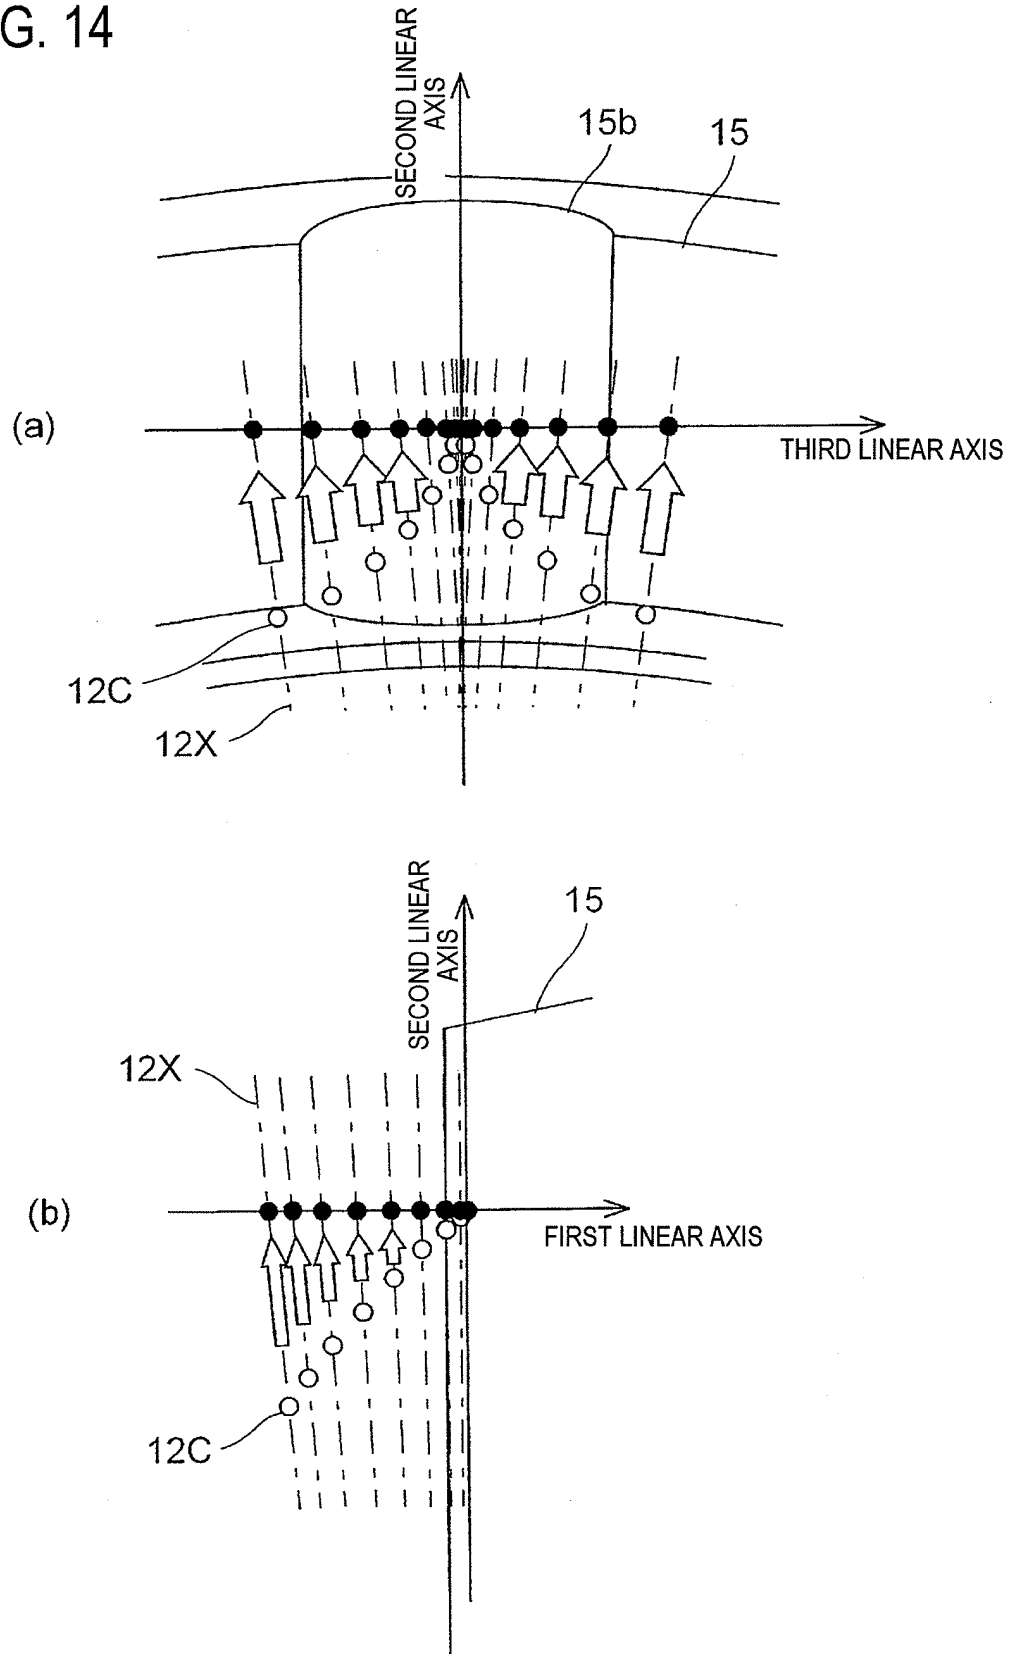 G. 14
SECOND LINEAR
AXIS
15b
15
(a)
THIRD LINEAR AXIS
12C
12X
SECOND LINEAR
AXIS
15
12X
(b)
FIRST LINEAR AXIS
12C